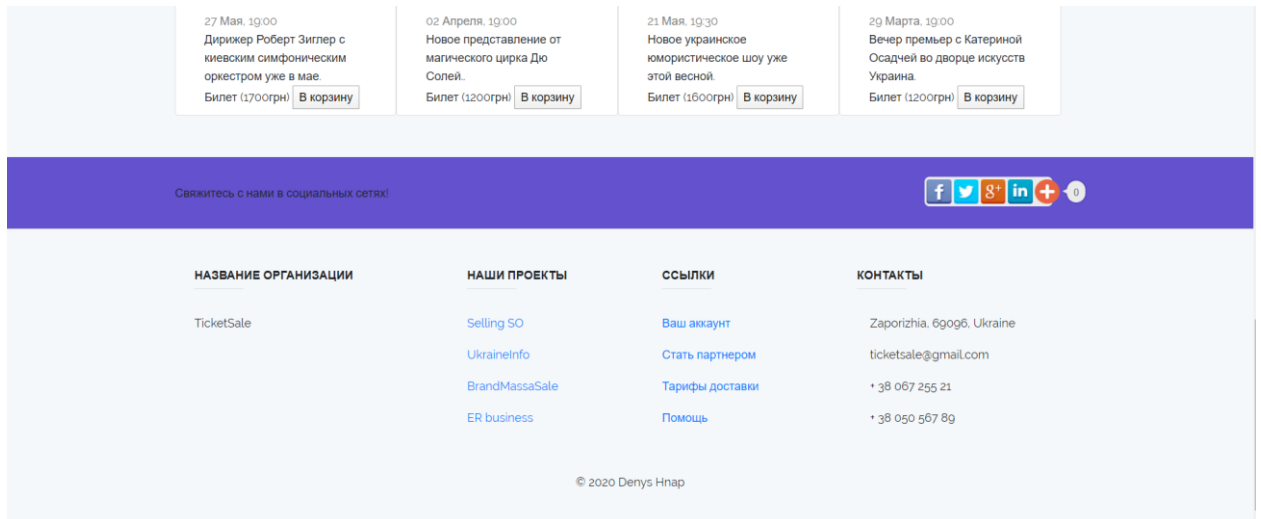 27 Мая, 19:00
Дирижер Роберт Зиглер с
киевским симфоническим
оркестром уже в мае.
Билет (1700грн) В корзину
02 Апреля, 19:00
Новое представление от
магического цирка Дю
Солей..
Билет (1200грн) В корзину
21 Мая, 19:30
Новое украинское
юмористическое шоу уже
этой весной.
Билет (1600грн) В корзину
29 Марта, 19:00
Вечер премьер с Катериной
Осадчей во дворце искусств
Украина.
Билет (1200грн) В корзину
Свяжитесь с нами в социальных сетях!
f 8+ in + 0
НАЗВАНИЕ ОРГАНИЗАЦИИ
TicketSale
НАШИ ПРОЕКТЫ
Selling SO
UkraineInfo
BrandMassaSale
ER business
ССЫЛКИ
Ваш аккаунт
Стать партнером
Тарифы доставки
Помощь
КОНТАКТЫ
Zaporizhia, 69096, Ukraine
ticketsale@gmail.com
+ 38 067 255 21
+ 38 050 567 89
© 2020 Denys Hnap